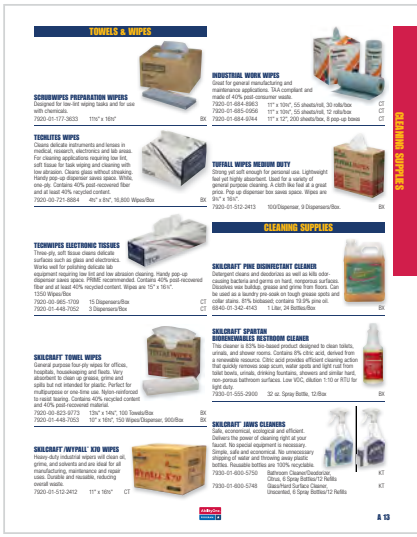 TOWELS & WIPES
SCRUBWIPES PREPARATION WIPERS
Designed for low-lint wiping tasks and for use
with chemicals.
7920-01-177-3633 11½" x 16¾" BX
TECHLITES WIPES
Cleans delicate instruments and lenses in
medical, research, electronics and lab areas.
For cleaning applications requiring low lint,
soft tissue for task wiping and cleaning with
low abrasion. Cleans glass without streaking.
Handy pop-up dispenser saves space. White,
one-ply. Contains 40% post-recovered fiber
and at least 40% recycled content.
7920-00-721-8884 16,800 Wipes/Box BX
TECHWIPES ELECTRONIC TISSUES
Three-ply, soft tissue cleans delicate
surfaces such as glass and electronics.
Works well for polishing delicate lab
equipment requiring low lint and low abrasion cleaning. Handy pop-up
dispenser saves space. PRIME recommended. Contains 40% post-recovered
fiber and at least 40% recycled content. Wipes are 15" x 16¾".
1350 Wipes/Box
7920-00-965-1709 15 Dispensers/Box CT
7920-01-448-7052 3 Dispensers/Box CT
SKILCRAFT® TOWEL WIPES
General purpose four-ply wipes for offices,
hospitals, housekeeping and fleets. Very
absorbent to clean up grease, grime and
spills but not intended for plastic. Perfect for
multipurpose or one-time use. Nylon-reinforced
to resist tearing. Contains 40% recycled content
and 40% post-recovered material.
7920-00-823-9773 100 Towels/Box BX
7920-01-448-7053 150 Wipes/Dispenser, 900/Box BX
SKILCRAFT®/WYPALL® X70 WIPES
Heavy-duty industrial wipers will clean oil,
grime, and solvents and are ideal for all
manufacturing, maintenance and repair
uses. Durable and reusable, reducing
overall waste.
7920-01-512-2412 11" x 16¾" CT
INDUSTRIAL WORK WIPES
Great for general manufacturing and
maintenance applications. TAA compliant and
made of 40% post-consumer waste.
7920-01-684-8963 11" x 10¾", 55 sheets/roll, 30 rolls/box CT
7920-01-685-0956 11" x 10¾", 55 sheets/roll, 12 rolls/box CT
7920-01-684-9744 11" x 12", 200 sheets/box, 8 pop-up boxes CT
TOFFALL WIPES MEDIUM DUTY
Strong yet soft enough for personal use. Lightweight
feel yet highly absorbent. Used for a variety of
general purpose cleaning. A cloth like feel at a great
price. Pop up dispenser box saves space. Wipes are
9¾" x 16¾".
7920-01-512-2413 100/Dispenser, 9 Dispensers/Box. BX
CLEANING SUPPLIES
SKILCRAFT® PINE DISINFECTANT CLEANER
Detergent cleans and deodorizes as well as kills odor-
causing bacteria and germs on hard, nonporous surfaces.
Dissolves wax buildup, grease and grime from floors. Can
be used as a laundry pre-soak on tough grease spots and
collar stains. 81% biobased; contains 10.9% pine oil.
6840-01-342-4143 1 Liter, 24 Bottles/Box BX
SKILCRAFT® SPARTAN
BIORENEWABLES RESTROOM CLEANER
This cleaner is 83% bio-based product to clean toilets,
urinals, and shower rooms. Contains 8% citric acid, derived from
a renewable resource. Citric acid provides efficient cleaning action
that quickly removes soap scum, water spots and light rust from
toilet bowls, urinals, drinking fountains, showers and similar hard,
non-porous bathroom surfaces. Low VOC, dilution 1:10 or RTU for
light duty.
7930-01-555-2900 32 oz. Spray Bottle, 12/Box BX
SKILCRAFT® JAWS CLEANERS
Safe, economical, ecological and efficient.
Delivers the power of cleaning right at your
faucet. No special equipment is necessary.
Simple, safe and economical. No unnecessary
shipping of water and throwing away plastic
bottles. Reusable bottles are 100% recyclable.
7930-01-600-5750 Bathroom Cleaner/Deodorizer, KT
Citrus, 6 Spray Bottles/12 Refills
7930-01-600-5748 Glass/Hard Surface Cleaner, KT
Unscented, 6 Spray Bottles/12 Refills
CLEANING SUPPLIES
WYPALL X70
AbilityOne
A 13